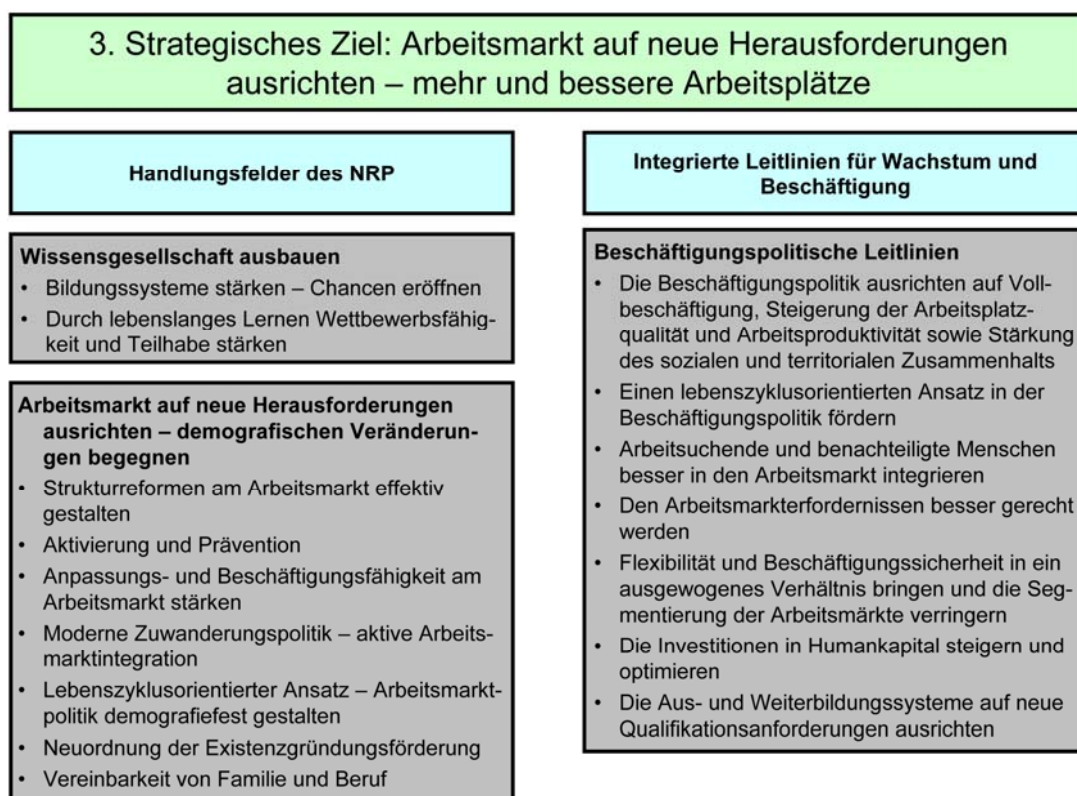 3. Strategisches Ziel: Arbeitsmarkt auf neue Herausforderungen
ausrichten – mehr und bessere Arbeitsplätze
Handlungsfelder des NRP
Wissensgesellschaft ausbauen
• Bildungssysteme stärken – Chancen eröffnen
• Durch lebenslanges Lernen Wettbewerbsfähig-
keit und Teilhabe stärken
Arbeitsmarkt auf neue Herausforderungen
ausrichten – demografischen Veränderun-
gen begegnen
• Strukturreformen am Arbeitsmarkt effektiv
gestalten
• Aktivierung und Prävention
• Anpassungs- und Beschäftigungsfähigkeit am
Arbeitsmarkt stärken
• Moderne Zuwanderungspolitik – aktive Arbeits-
marktintegration
• Lebenszyklusorientierter Ansatz – Arbeitsmarkt-
politik demografiefest gestalten
• Neuordnung der Existenzgründungsförderung
• Vereinbarkeit von Familie und Beruf
Integrierte Leitlinien für Wachstum und
Beschäftigung
Beschäftigungspolitische Leitlinien
• Die Beschäftigungspolitik ausrichten auf Voll-
beschäftigung, Steigerung der Arbeitsplatz-
qualität und Arbeitsproduktivität sowie Stärkung
des sozialen und territorialen Zusammenhalts
• Einen lebenszyklusorientierten Ansatz in der
Beschäftigungspolitik fördern
• Arbeitsuchende und benachteiligte Menschen
besser in den Arbeitsmarkt integrieren
• Den Arbeitsmarkterfordernissen besser gerecht
werden
• Flexibilität und Beschäftigungssicherheit in ein
ausgewogenes Verhältnis bringen und die Seg-
mentierung der Arbeitsmärkte verringern
• Die Investitionen in Humankapital steigern und
optimieren
• Die Aus- und Weiterbildungssysteme auf neue
Qualifikationsanforderungen ausrichten